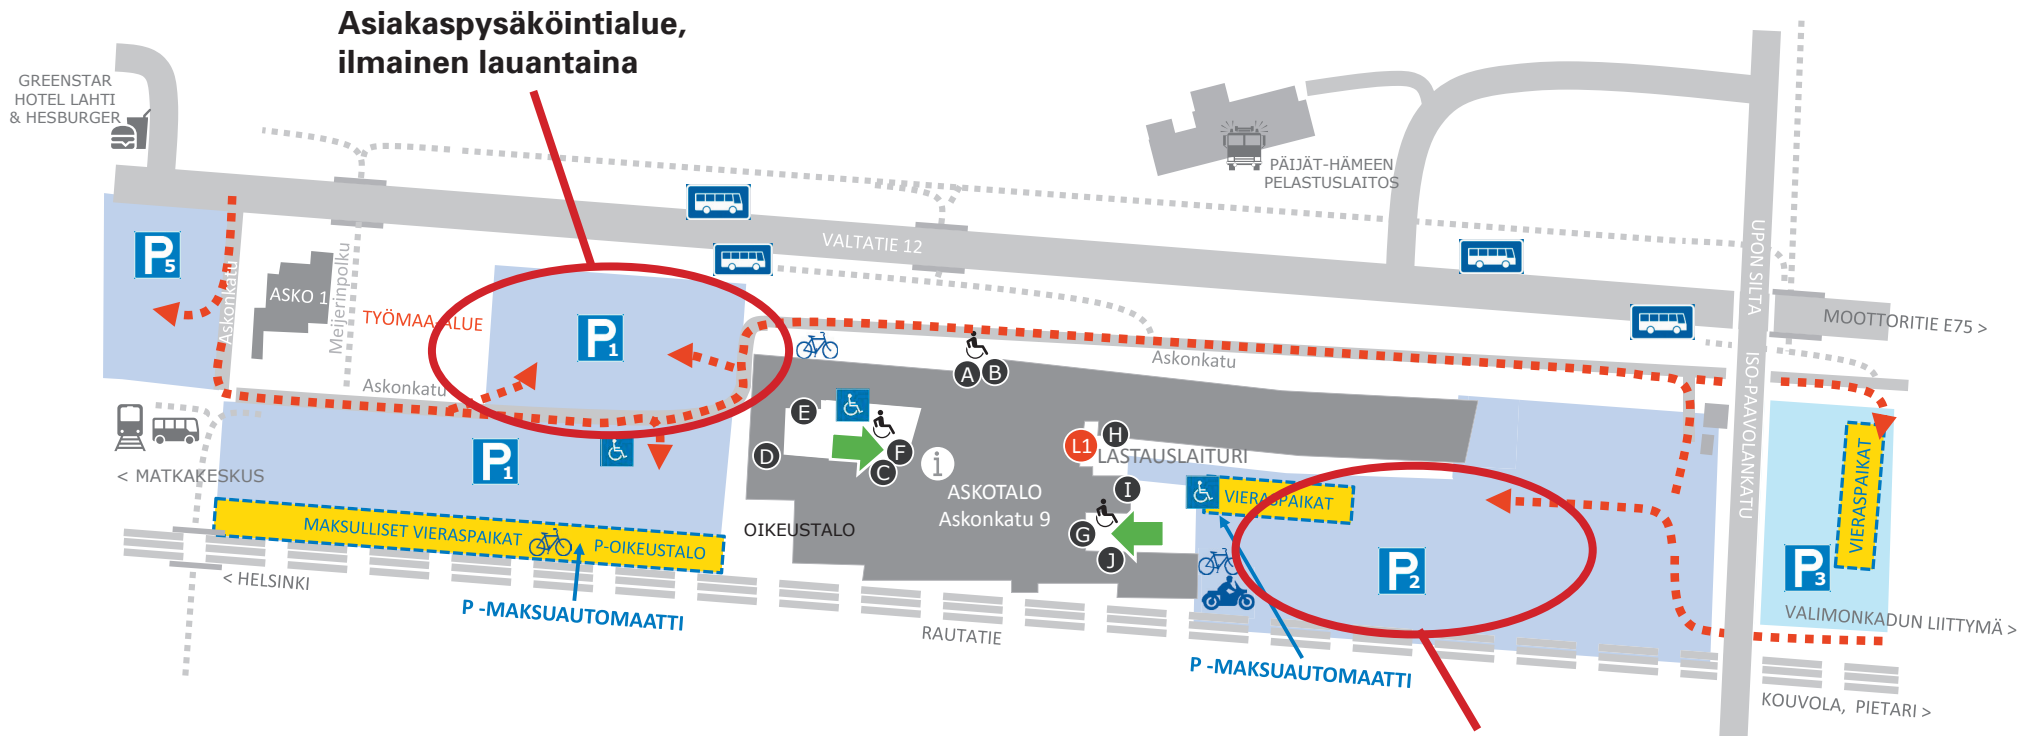 Asiakaspysäköintialue,
ilmainen lauantaina
GREENSTAR
HOTEL LAHTI
& HESBURGER
PÄIJÄT-HÄMEEN
PELASTUSLAITOS
VALTATIE 12
UPON SILTA
ISO-PAAVOLANKATU
MOOTTORITIE E75 >
P5
Askonkatu
ASKO 1
Meijerinpolku
TYÖMAA-ALUE
P1
Askonkatu
Askonkatu
A
B
E
D
F
C
i
L1
H
LASTAUSLAITURI
I
G
J
ASKOTALO
Askonkatu 9
OIKEUSTALO
P1
< MATKAKESKUS
MAKSULLISET VIERASPAIKAT
P-OIKEUSTALO
< HELSINKI
P -MAKSUAUTOMAATTI
RAUTATIE
VIERASPAIKAT
P2
P -MAKSUAUTOMAATTI
VIERASPAIKAT
P3
VALIMONKADUN LIITTYMÄ >
KOUVOLA, PIETARI >